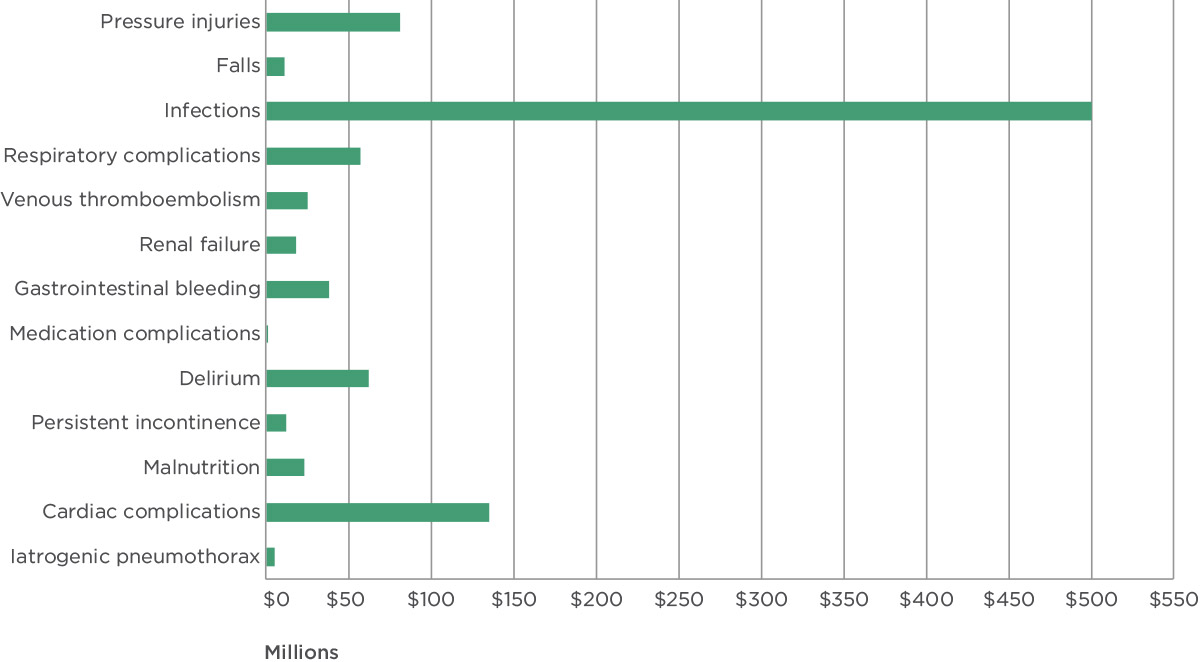 Pressure injuries
Falls
Infections
Respiratory complications
Venous thromboembolism
Renal failure
Gastrointestinal bleeding
Medication complications
Delirium
Persistent incontinence
Malnutrition
Cardiac complications
Iatrogenic pneumothorax
$0 $50 $100 $150 $200 $250 $300 $350 $400 $450 $500 $550
Millions